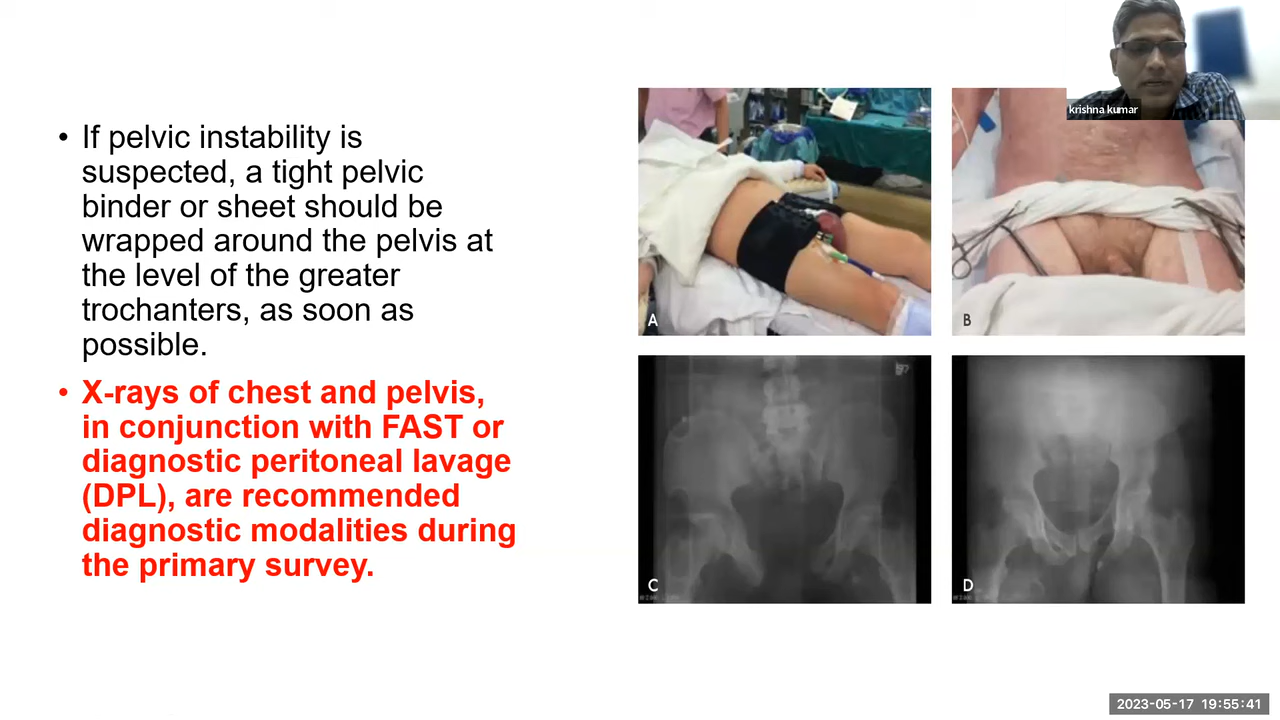 • If pelvic instability is
suspected, a tight pelvic
binder or sheet should be
wrapped around the pelvis at
the level of the greater
trochanters, as soon as
possible.
• X-rays of chest and pelvis,
in conjunction with FAST or
diagnostic peritoneal lavage
(DPL), are recommended
diagnostic modalities during
the primary survey.
krishna kumar
A
B
C
D
2023-05-17 19:55:41